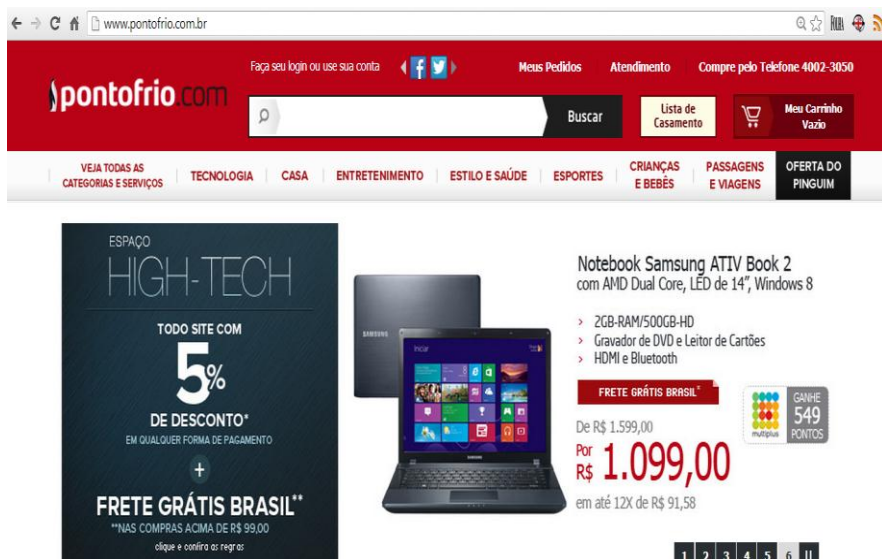 www.pontofrio.com.br
Faça seu login ou use sua conta
Meus Pedidos
Atendimento
Compre pelo Telefone 4002-3050
pontofrio.com
Buscar
Lista de
Casamento
Meu Carrinho
Vazio
VEJA TODAS AS
CATEGORIAS E SERVIÇOS
TECNOLOGIA
CASA
ENTRETENIMENTO
ESTILO E SAÚDE
ESPORTES
CRIANÇAS
E BEBÊS
PASSAGENS
E VIAGENS
OFERTA DO
PINGUIM
ESPAÇO
HIGH-TECH
TODO SITE COM
5%
DE DESCONTO*
EM QUALQUER FORMA DE PAGAMENTO
+
FRETE GRÁTIS BRASIL**
**NAS COMPRAS ACIMA DE R$ 99,00
clique e confira as regras
SAMSUNG
Iniciar
Notebook Samsung ATIV Book 2
com AMD Dual Core, LED de 14”, Windows 8
> 2GB-RAM/500GB-HD
> Gravador de DVD e Leitor de Cartões
> HDMI e Bluetooth
FRETE GRÁTIS BRASIL*
multiplus
GANHE
549
PONTOS
De R$ 1.599,00
Por
R$ 1.099,00
em até 12X de R$ 91,58
1 2 3 4 5 6